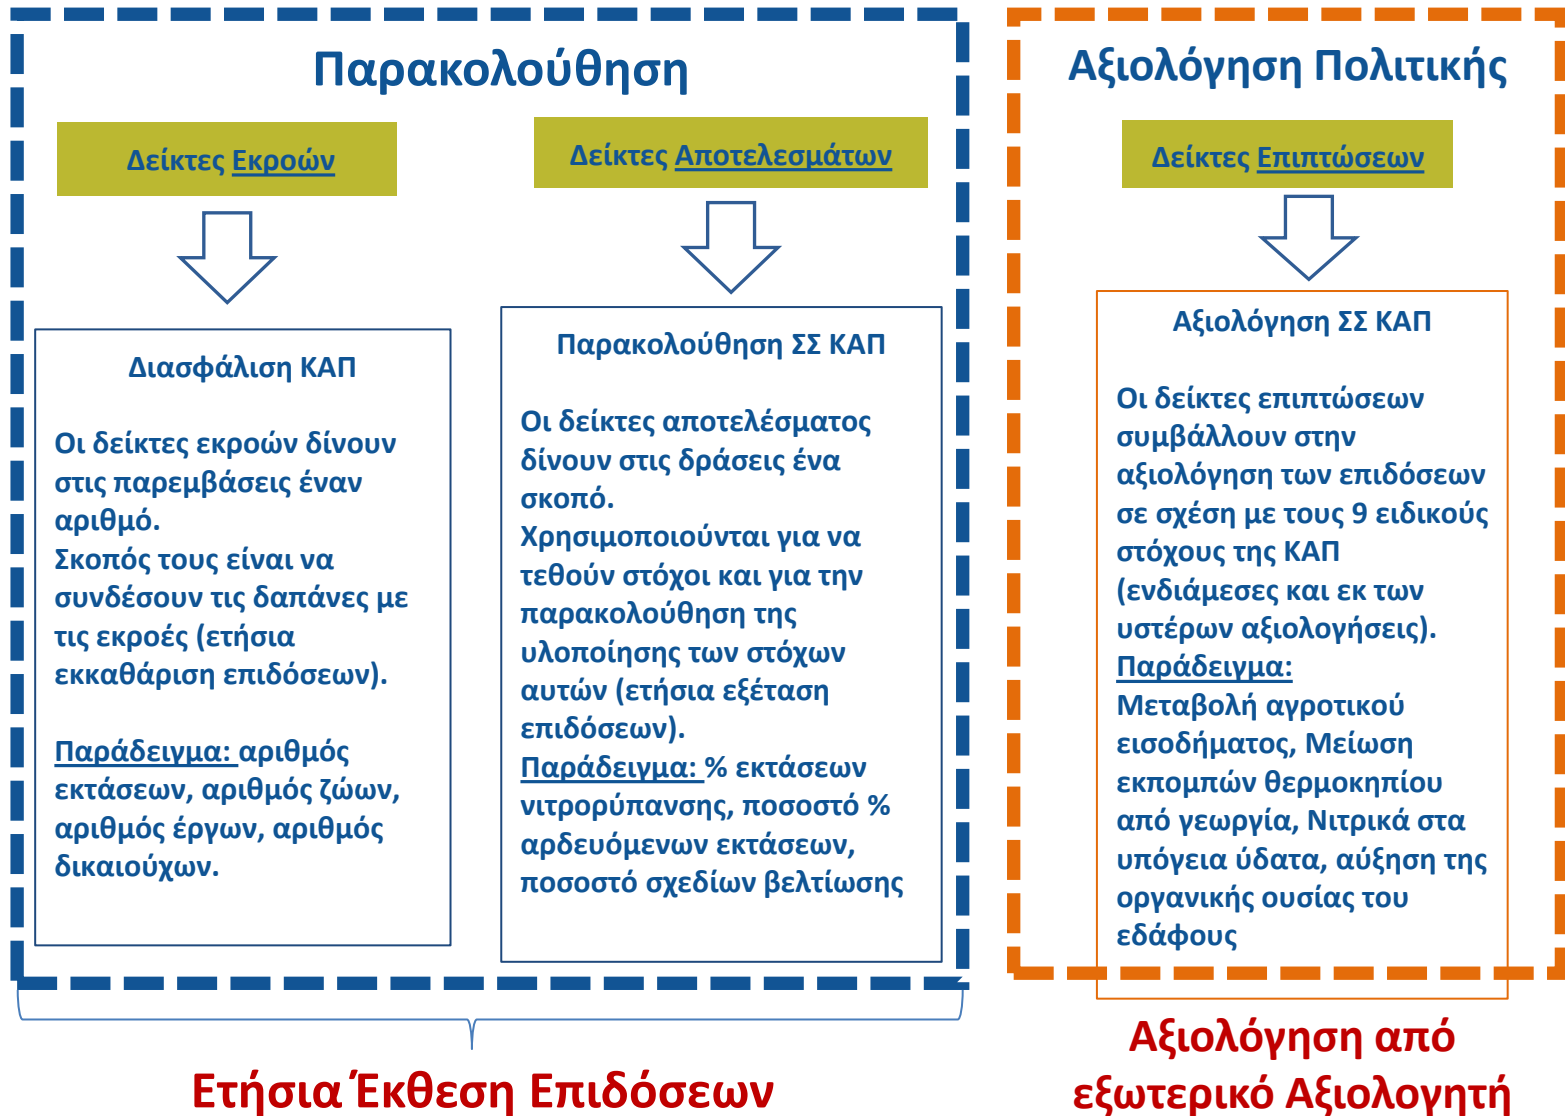 Παρακολούθηση
Δείκτες Εκροών
Διασφάλιση ΚΑΠ
Οι δείκτες εκροών δίνουν
στις παρεμβάσεις έναν
αριθμό.
Σκοπός τους είναι να
συνδέσουν τις δαπάνες με
τις εκροές (ετήσια
εκκαθάριση επιδόσεων).
Παράδειγμα: αριθμός
εκτάσεων, αριθμός ζώων,
αριθμός έργων, αριθμός
δικαιούχων.
Δείκτες Αποτελεσμάτων
Παρακολούθηση ΣΣ ΚΑΠ
Οι δείκτες αποτελέσματος
δίνουν στις δράσεις ένα
σκοπό.
Χρησιμοποιούνται για να
τεθούν στόχοι και για την
παρακολούθηση της
υλοποίησης των στόχων
αυτών (ετήσια εξέταση
επιδόσεων).
Παράδειγμα: % εκτάσεων
νιτρορύπανσης, ποσοστό %
αρδευόμενων εκτάσεων,
ποσοστό σχεδίων βελτίωσης
Ετήσια Έκθεση Επιδόσεων
Αξιολόγηση Πολιτικής
Δείκτες Επιπτώσεων
Αξιολόγηση ΣΣ ΚΑΠ
Οι δείκτες επιπτώσεων
συμβάλλουν στην
αξιολόγηση των επιδόσεων
σε σχέση με τους 9 ειδικούς
στόχους της ΚΑΠ
(ενδιάμεσες και εκ των
υστέρων αξιολογήσεις).
Παράδειγμα:
Μεταβολή αγροτικού
εισοδήματος, Μείωση
εκπομπών θερμοκηπίου
από γεωργία, Νιτρικά στα
υπόγεια ύδατα, αύξηση της
οργανικής ουσίας του
εδάφους
Αξιολόγηση από
εξωτερικό Αξιολογητή